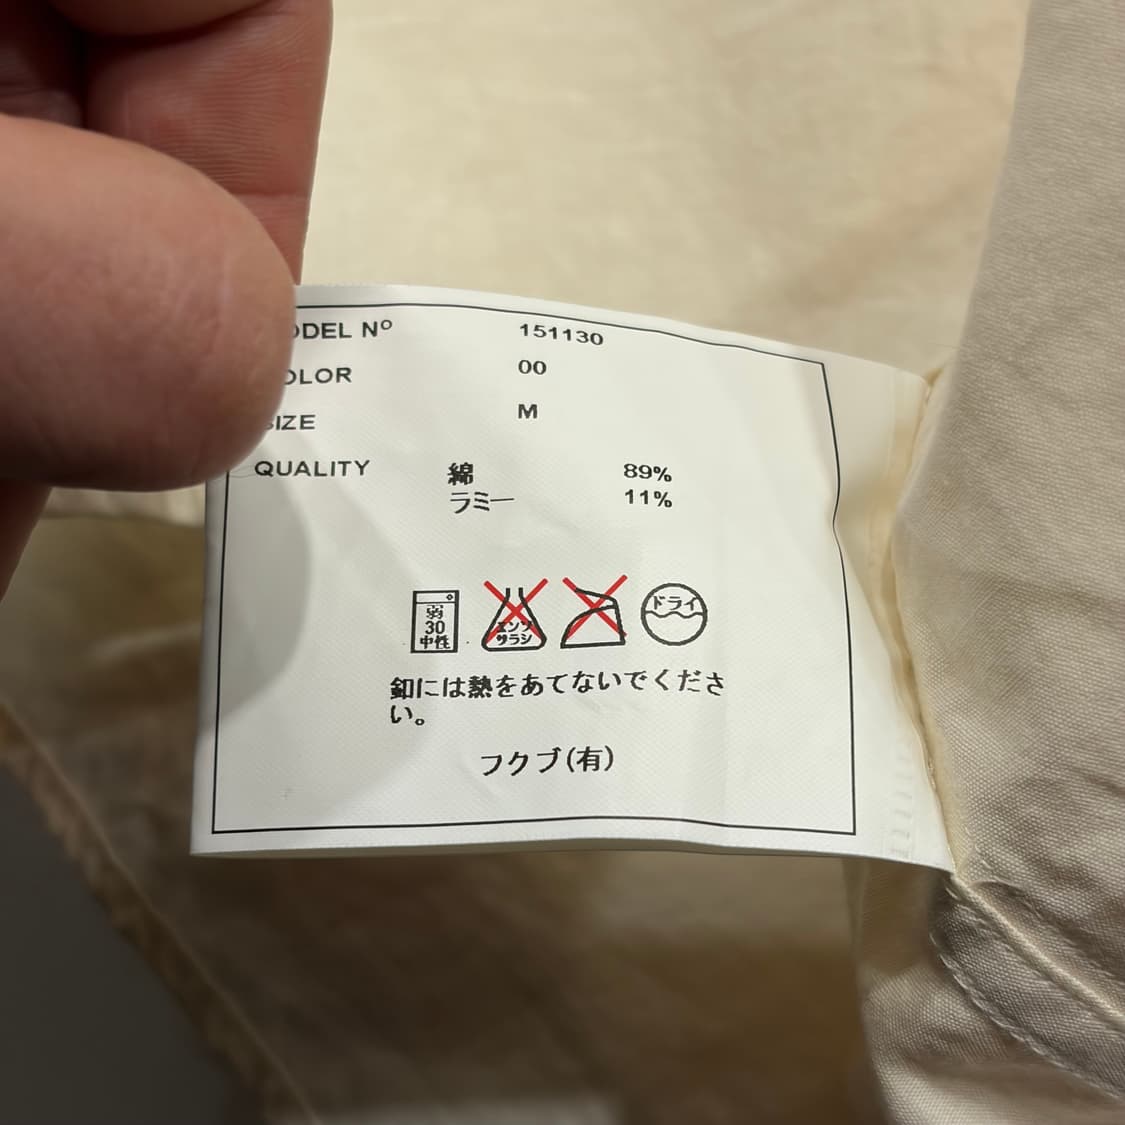 ODEL Nº 151130
OLOR 00
SIZE M
QUALITY 綿 89%
ラミー 11%
弱
30
中性
エンソ
サラシ
ドライ
釦には熱をあてないでくださ
い。
フクブ(有)